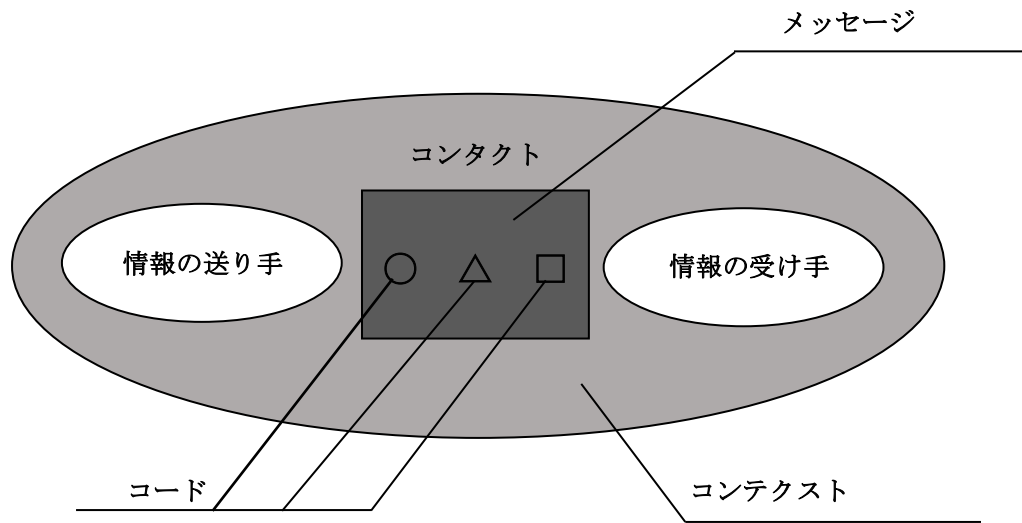 メッセージ
コンタクト
情報の送り手
情報の受け手
コード
コンテクスト